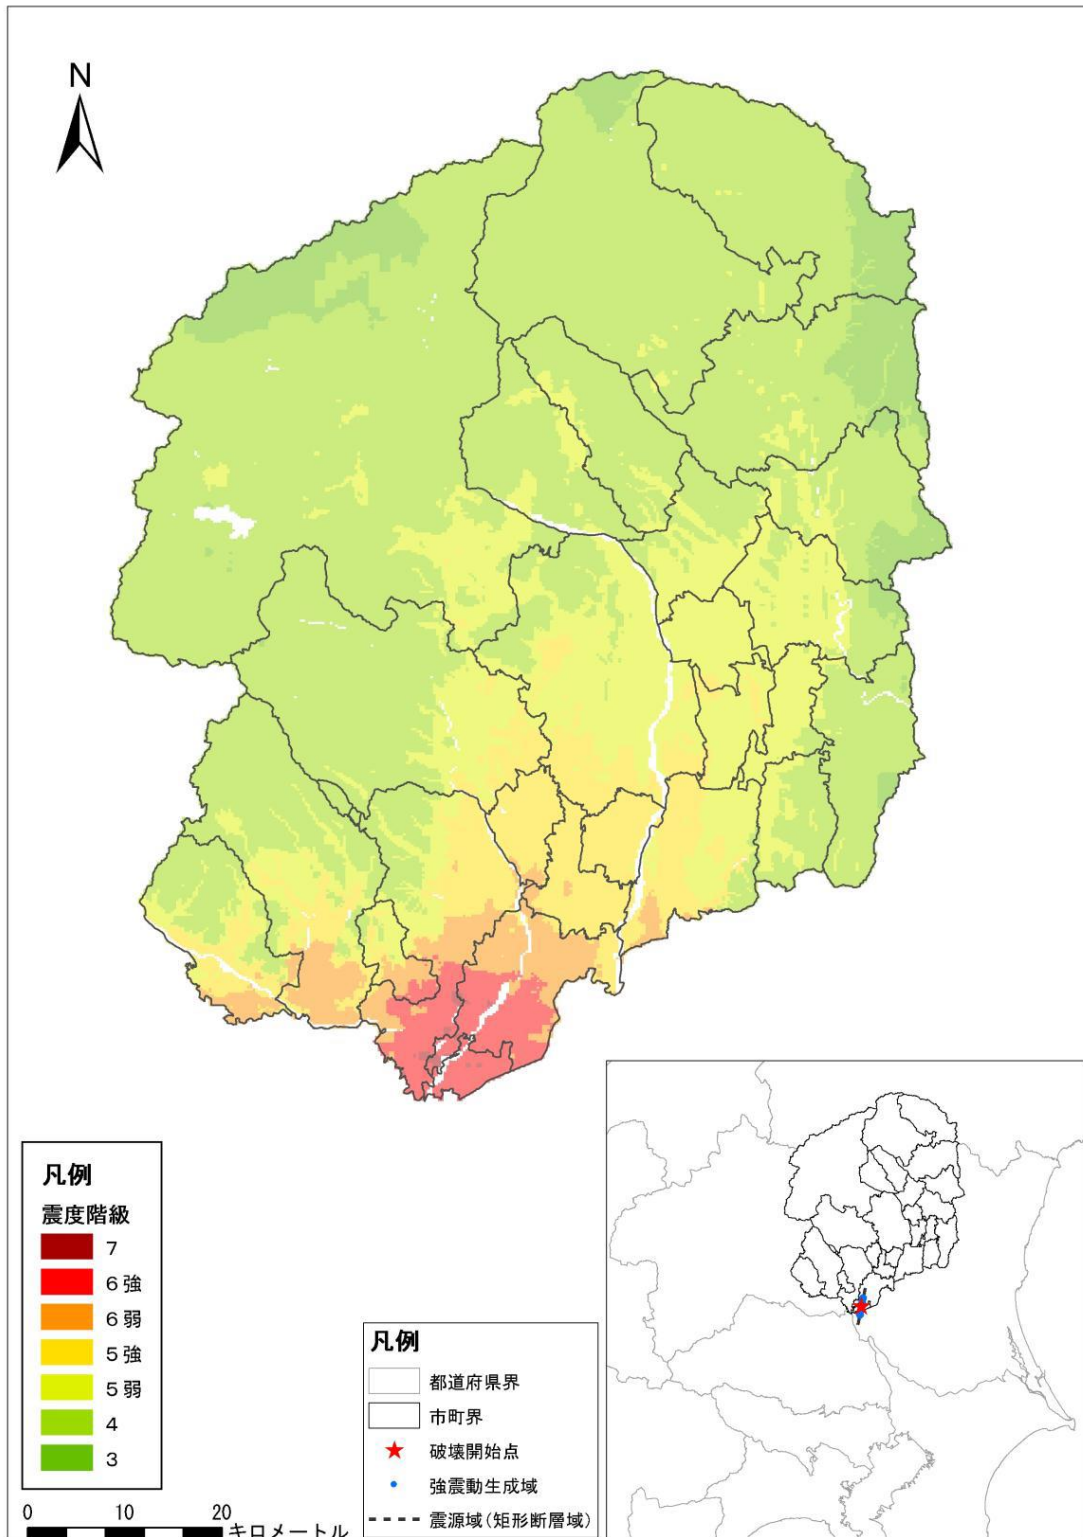 N
凡例
震度階級
7
6強
6弱
5強
5弱
4
3
0 10 20
キロメートル
凡例
都道府県界
市町界
破壊開始点
強震動生成域
震源域(矩形断層域)